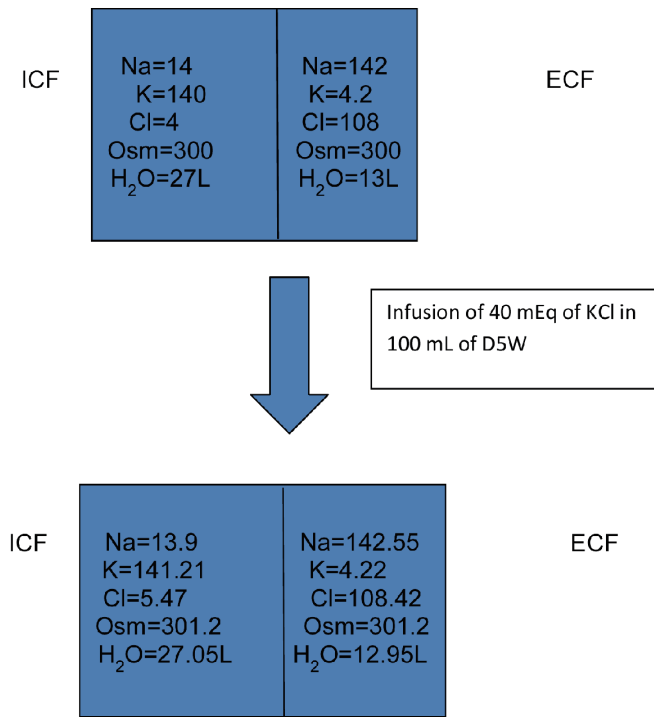 ICF
Na=14
K=140
Cl=4
Osm=300
H₂O=27L
Na=142
K=4.2
Cl=108
Osm=300
H₂O=13L
ECF
Infusion of 40 mEq of KCl in
100 mL of D5W
ICF
Na=13.9
K=141.21
Cl=5.47
Osm=301.2
H₂O=27.05L
Na=142.55
K=4.22
Cl=108.42
Osm=301.2
H₂O=12.95L
ECF